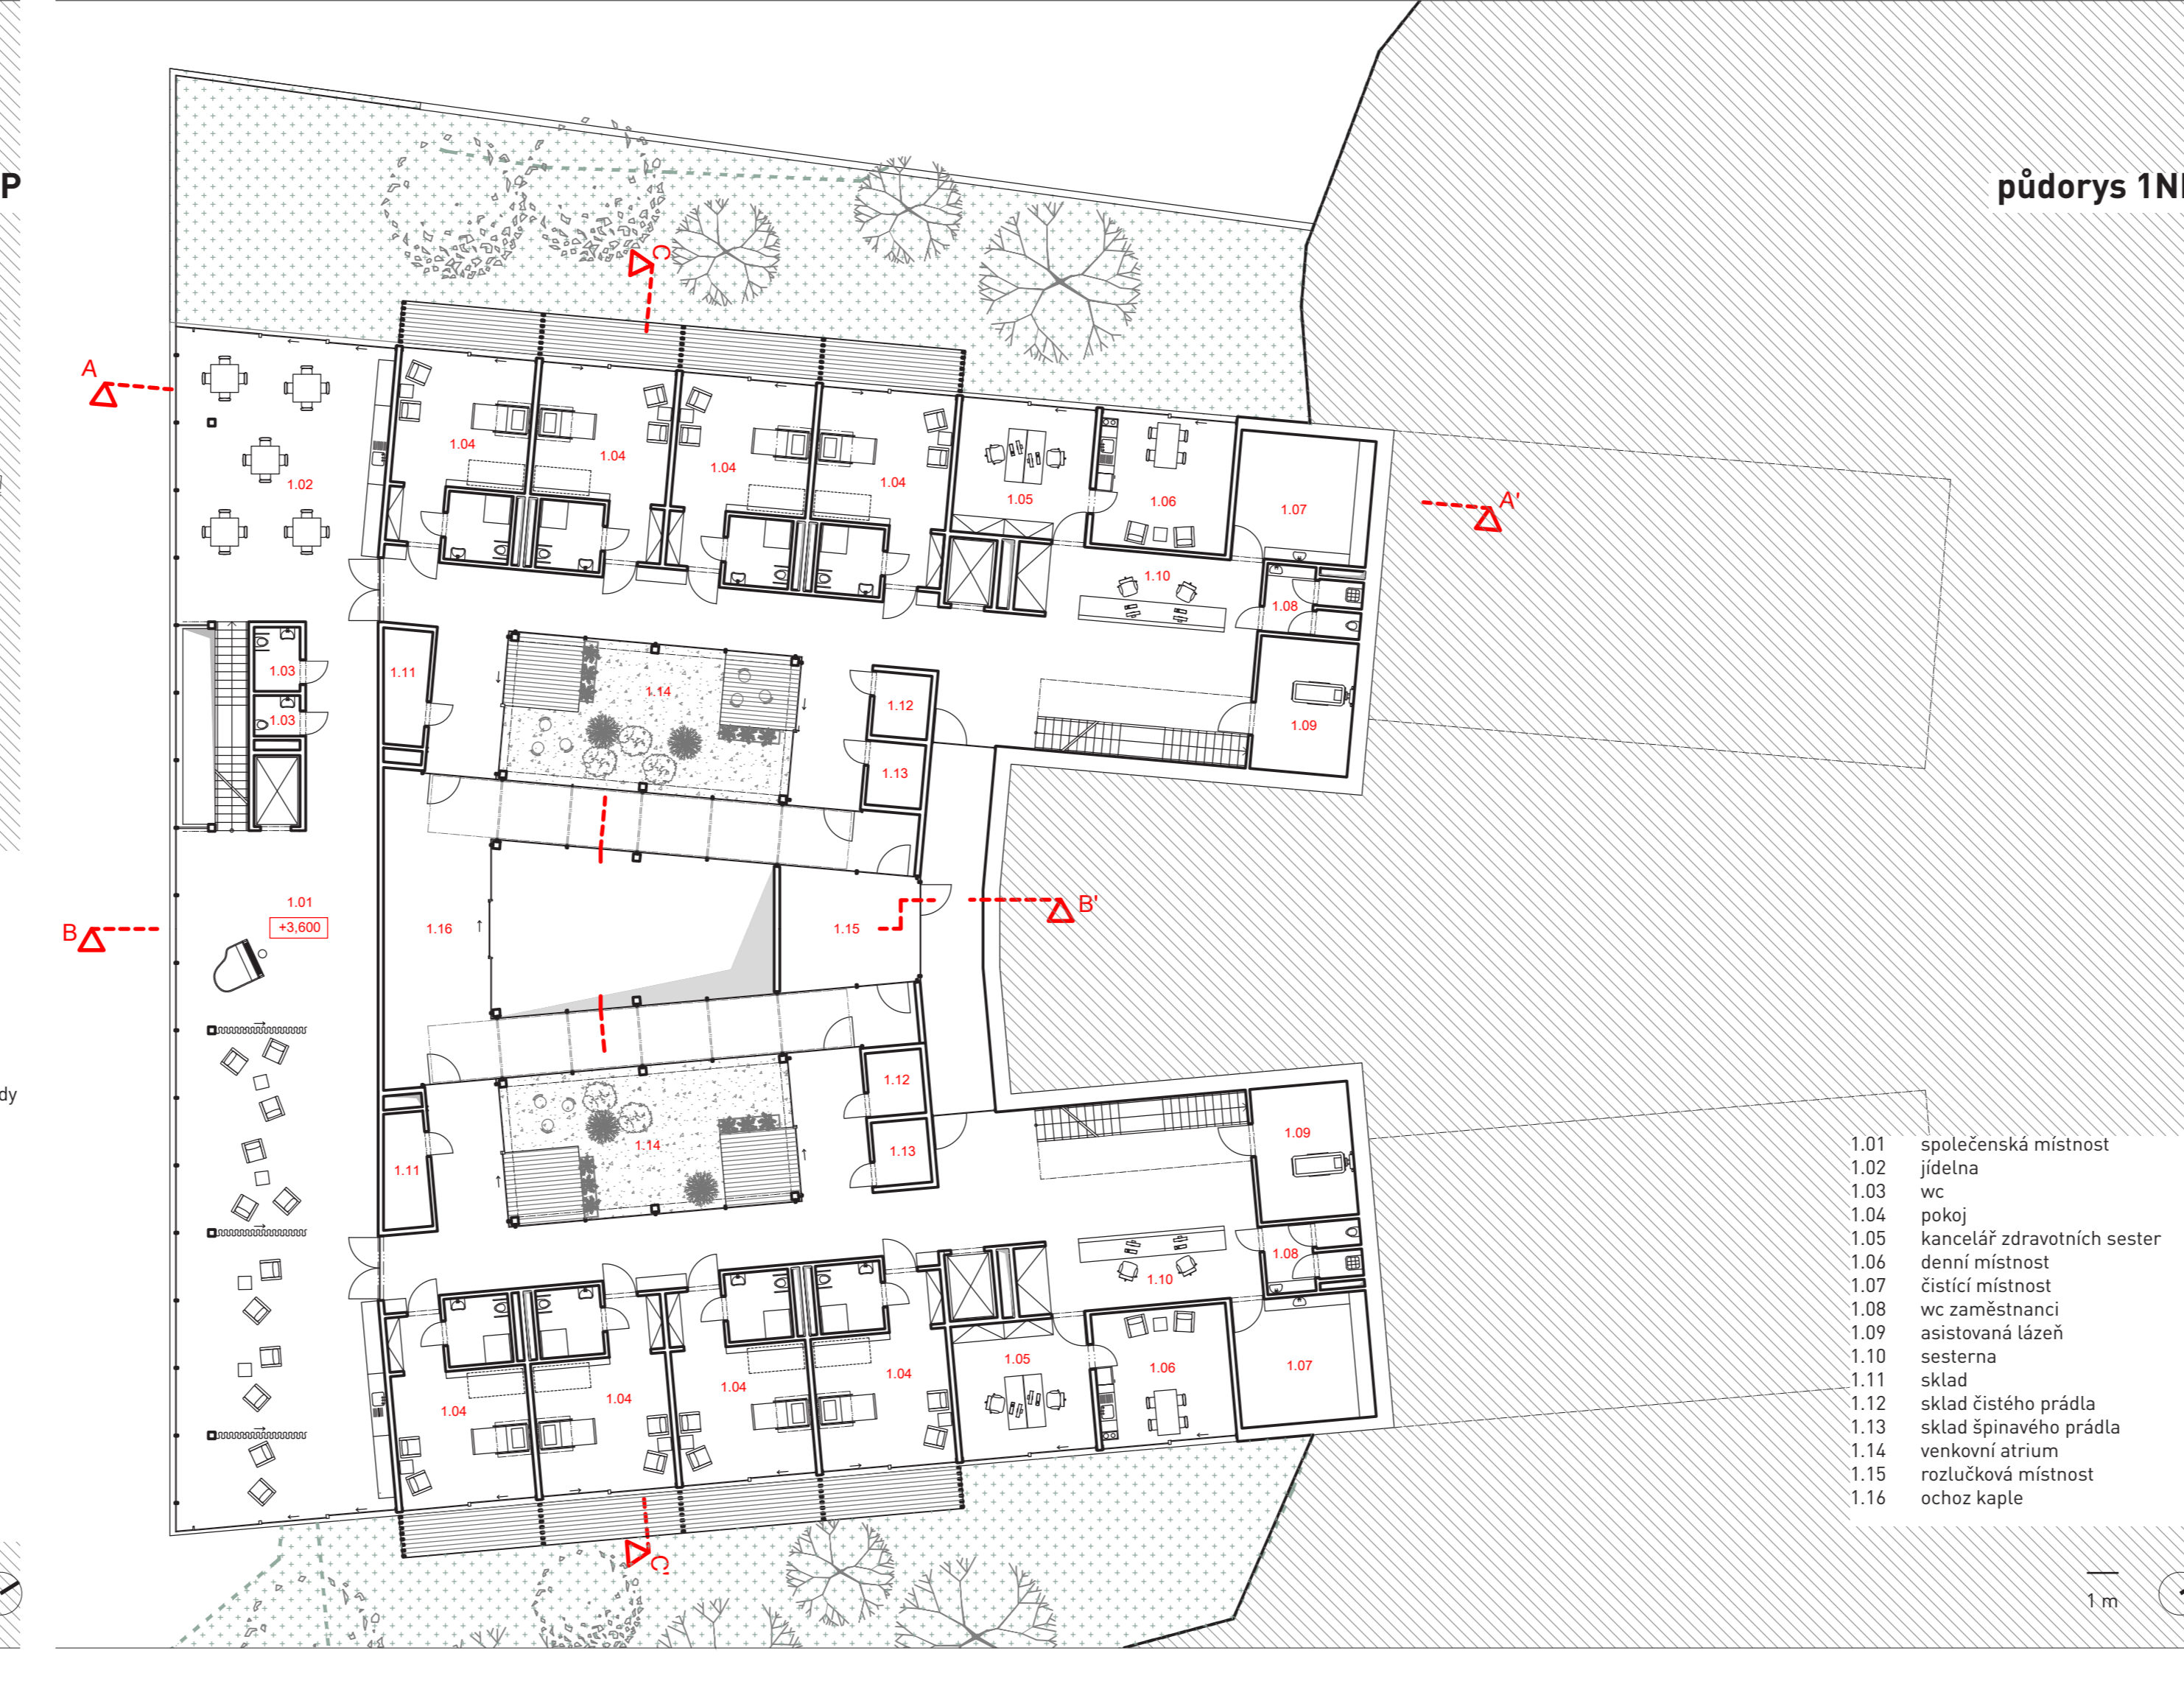 P
půdorys 1N
C
A
1.04
1.04
1.04
1.04
1.02
1.05
1.06
1.07
A'
1.10
1.08
1.03
1.11
1.14
1.12
1.09
1.03
1.13
1.01
+3,600
B
1.16
1.15
B'
dy
1.12
1.14
1.13
1.11
1.09
1.08
1.10
1.05
1.06
1.07
1.04
1.04
1.04
1.04
C'
1.01 společenská místnost
1.02 jídelna
1.03 wc
1.04 pokoj
1.05 kancelář zdravotních sester
1.06 denní místnost
1.07 čistící místnost
1.08 wc zaměstnanci
1.09 asistovaná lázeň
1.10 sesterna
1.11 sklad
1.12 sklad čistého prádla
1.13 sklad špinavého prádla
1.14 venkovní atrium
1.15 rozlučková místnost
1.16 ochoz kaple
1 m